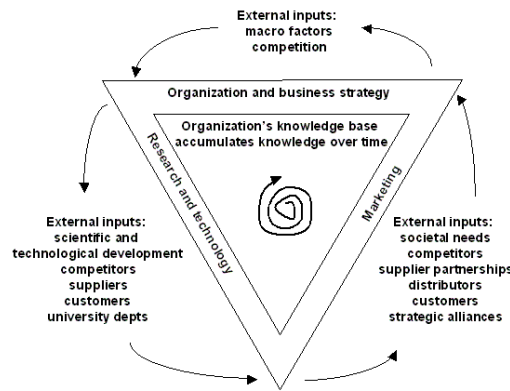 External inputs:
macro factors
competition
Organization and business strategy
Organization's knowledge base
accumulates knowledge over time
Research and technology
Marketing
External inputs:
scientific and
technological development
competitors
suppliers
customers
university depts
External inputs:
societal needs
competitors
supplier partnerships
distributors
customers
strategic alliances